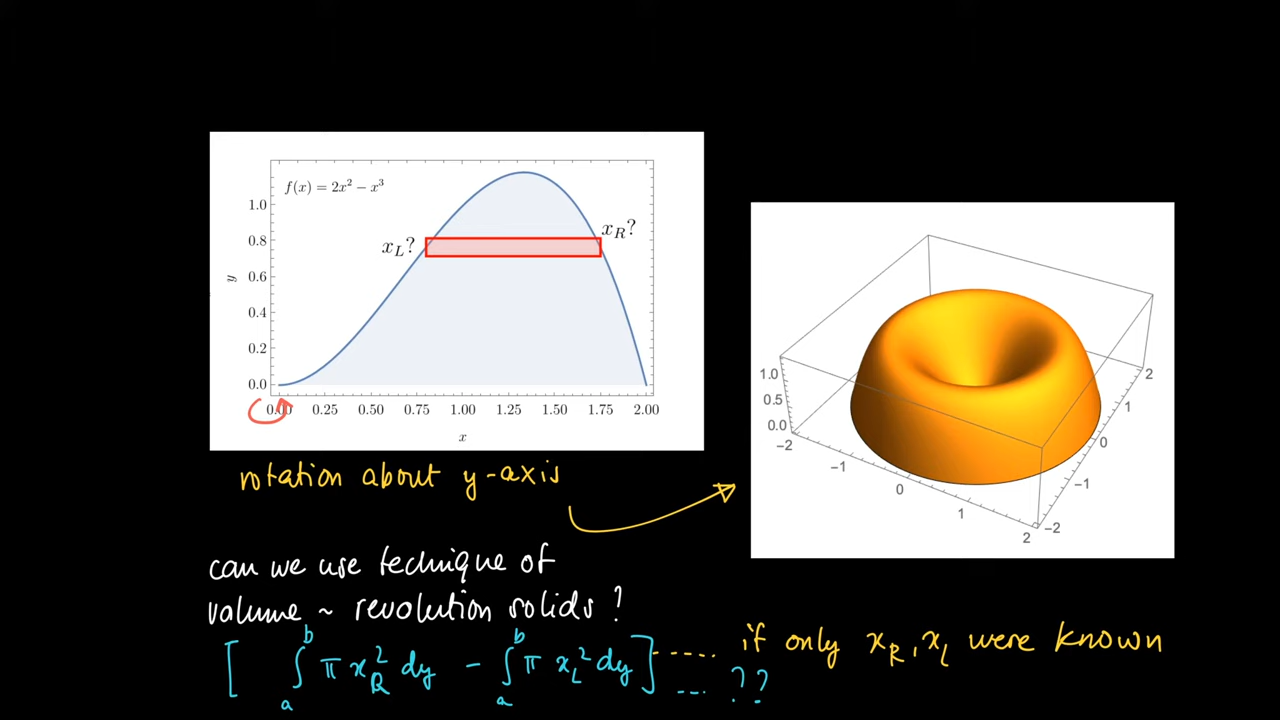 f(x) = 2x² − x³
1.0
0.8
0.6
0.4
0.2
0.0
y
x_L?
x_R?
0.00 0.25 0.50 0.75 1.00 1.25 1.50 1.75 2.00
x
rotation about y-axis
1.0
0.5
0.0
−2
−1
0
1
2
2
1
0
−1
−2
can we use technique of
volume ~ revolution solids ?
[ ∫_a^b π x_R² dy − ∫_a^b π x_L² dy ] ...... if only x_R, x_L were known
... ??